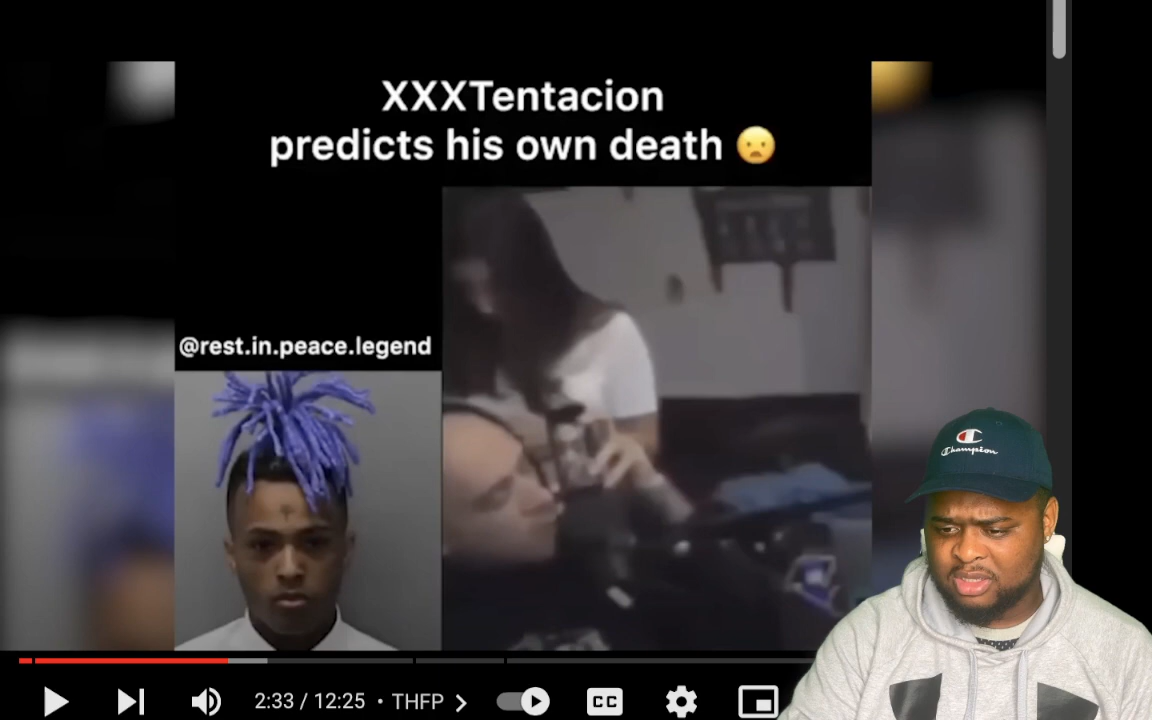 XXXTentacion
predicts his own death 😦
@rest.in.peace.legend
Champion
2:33 / 12:25 • THFP >
CC